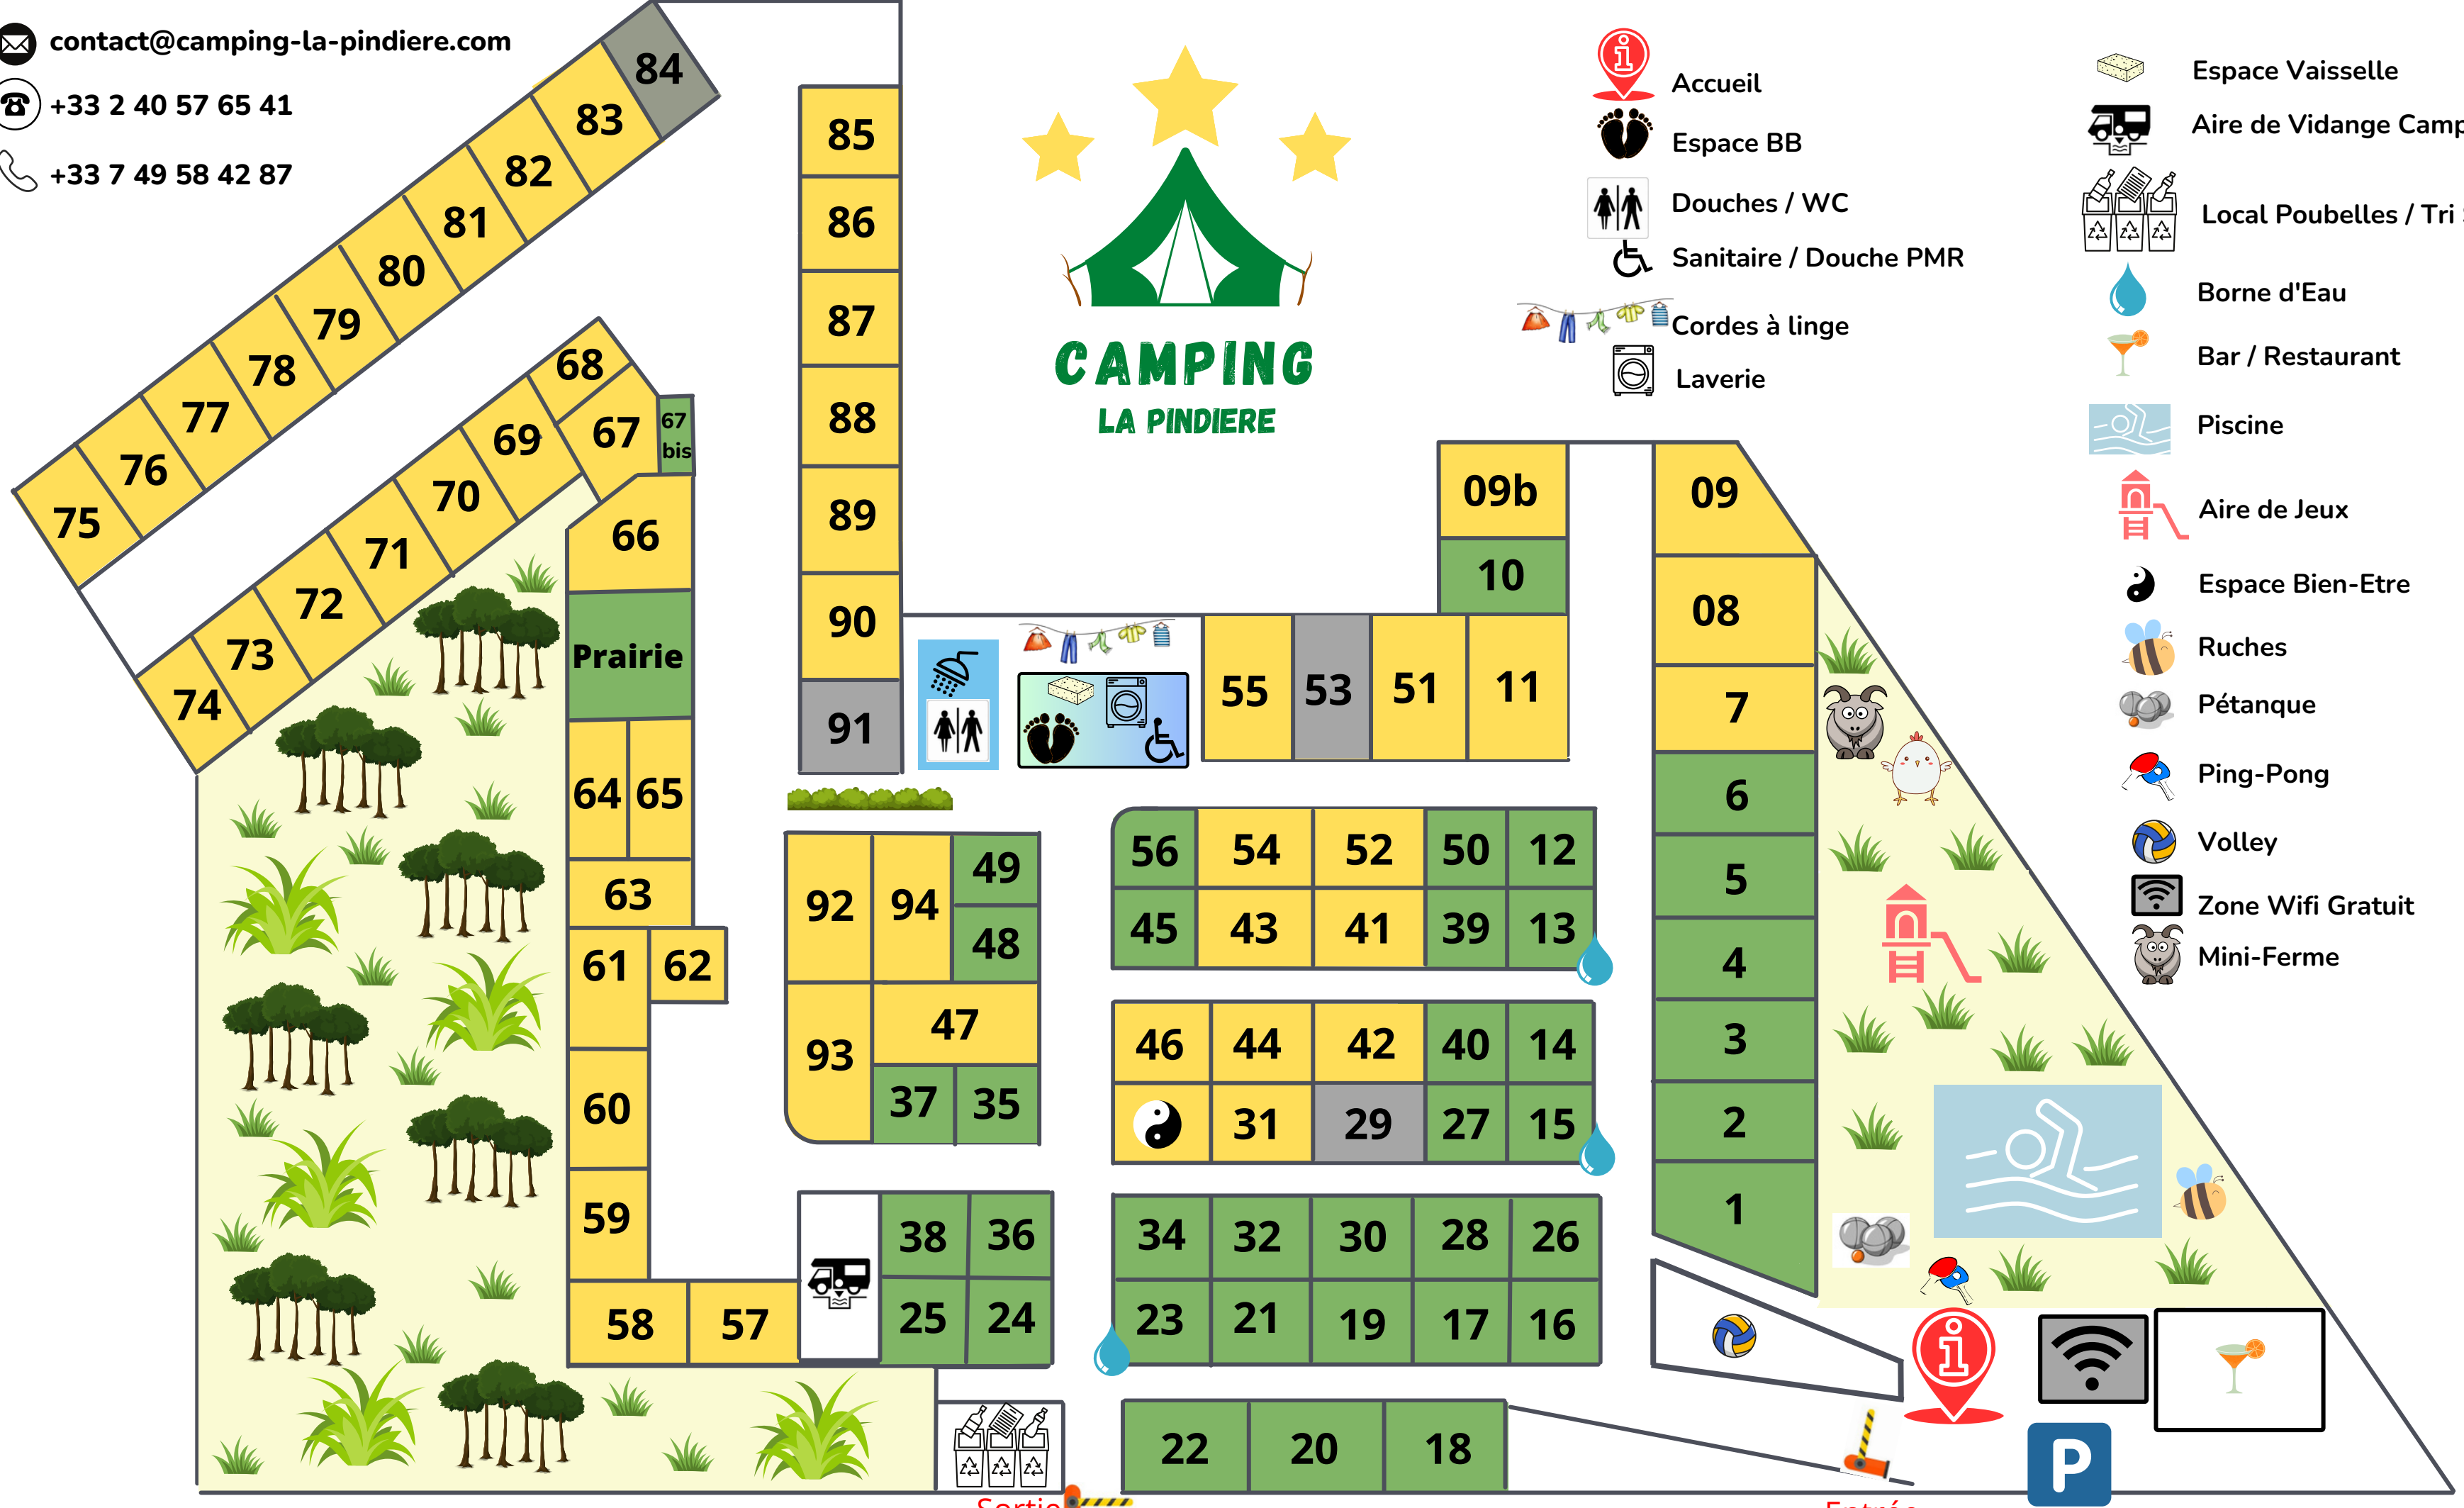 contact@camping-la-pindiere.com
+33 2 40 57 65 41
+33 7 49 58 42 87
CAMPING
LA PINDIERE
Accueil
Espace BB
Douches / WC
Sanitaire / Douche PMR
Cordes à linge
Laverie
Espace Vaisselle
Aire de Vidange Camp
Local Poubelles / Tri
Borne d'Eau
Bar / Restaurant
Piscine
Aire de Jeux
Espace Bien-Etre
Ruches
Pétanque
Ping-Pong
Volley
Zone Wifi Gratuit
Mini-Ferme
84
83
82
81
80
79
78
77
76
75
68
67
67
bis
69
70
71
72
73
74
66
Prairie
64 65
63
61 62
60
59
58 57
85
86
87
88
89
90
91
92 94 49
48
93 47
37 35
38 36
25 24
09b
10
55 53 51 11
56 54 52 50 12
45 43 41 39 13
46 44 42 40 14
31 29 27 15
34 32 30 28 26
23 21 19 17 16
22 20 18
09
08
7
6
5
4
3
2
1
i
P
Sortie
Entrée